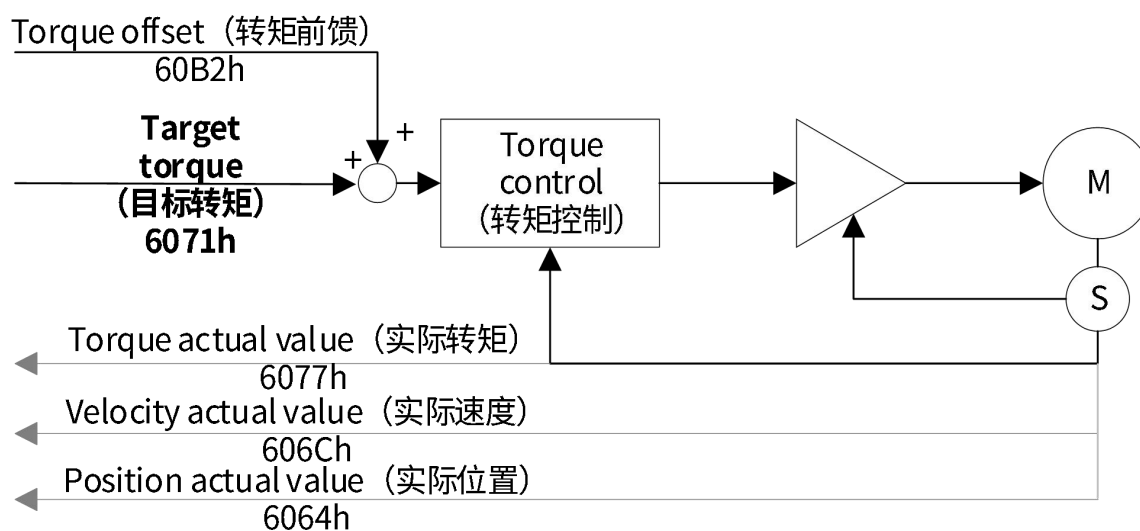 Torque offset（转矩前馈）
60B2h
Target
torque
（目标转矩）
6071h
+
+
Torque
control
（转矩控制）
M
S
Torque actual value（实际转矩）
6077h
Velocity actual value（实际速度）
606Ch
Position actual value（实际位置）
6064h